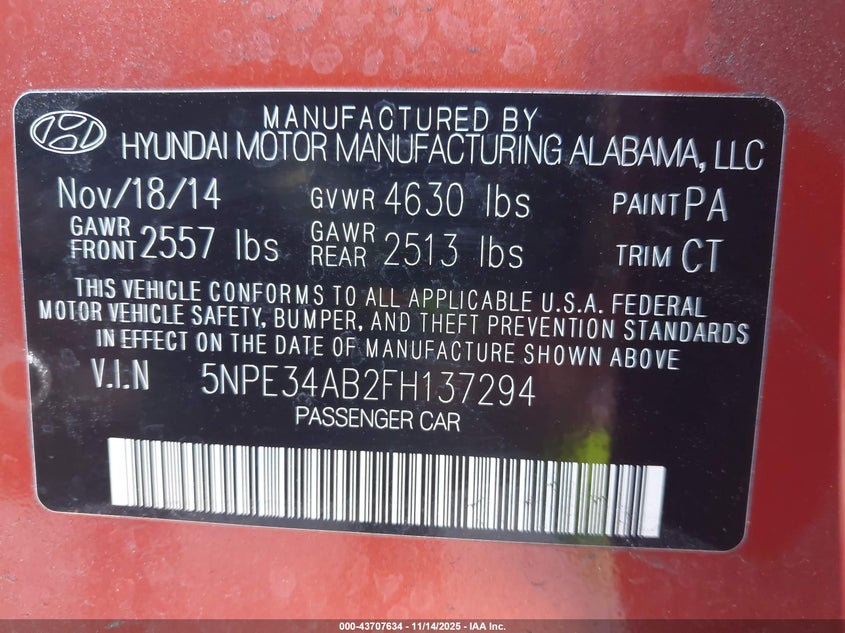 MANUFACTURED BY
HYUNDAI MOTOR MANUFACTURING ALABAMA, LLC
Nov/18/14 GVWR 4630 lbs PAINT PA
GAWR FRONT 2557 lbs GAWR REAR 2513 lbs TRIM CT
THIS VEHICLE CONFORMS TO ALL APPLICABLE U.S.A. FEDERAL
MOTOR VEHICLE SAFETY, BUMPER, AND THEFT PREVENTION STANDARDS
IN EFFECT ON THE DATE OF MANUFACTURE SHOWN ABOVE
V.I.N 5NPE34AB2FH137294
PASSENGER CAR
000-43707634 | 11/14/2025 - IAA Inc.